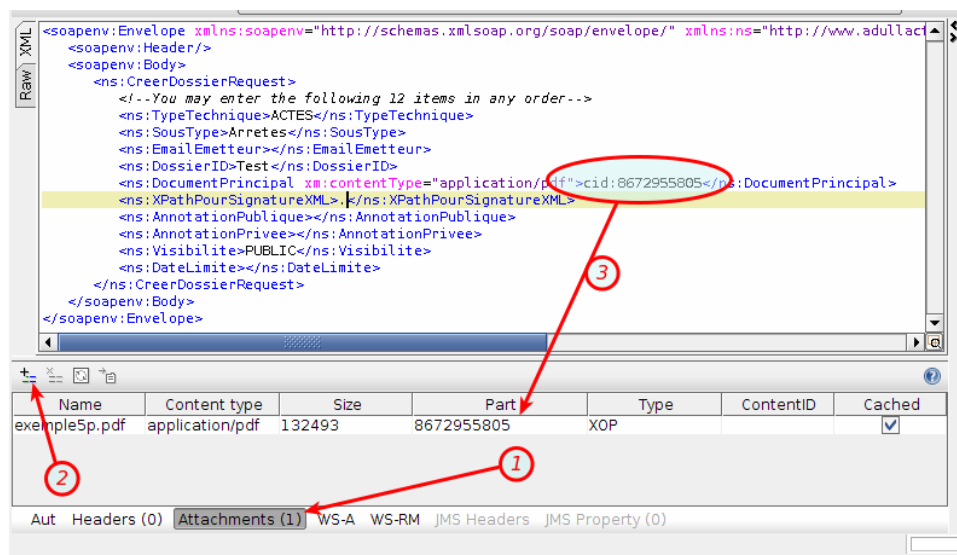 XML
Raw
<soapenv:Envelope xmlns:soapenv="http://schemas.xmlsoap.org/soap/envelope/" xmlns:ns="http://www.adullact
<soapenv:Header/>
<soapenv:Body>
<ns:CreerDossierRequest>
<!--You may enter the following 12 items in any order-->
<ns:TypeTechnique>ACTES</ns:TypeTechnique>
<ns:SousType>Arretes</ns:SousType>
<ns:EmailEmetteur></ns:EmailEmetteur>
<ns:DossierID>Test</ns:DossierID>
<ns:DocumentPrincipal xm:contentType="application/pdf">cid:8672955805</ns:DocumentPrincipal>
<ns:XPathPourSignatureXML>.</ns:XPathPourSignatureXML>
<ns:AnnotationPublique></ns:AnnotationPublique>
<ns:AnnotationPrivee></ns:AnnotationPrivee>
<ns:Visibilite>PUBLIC</ns:Visibilite>
<ns:DateLimite></ns:DateLimite>
</ns:CreerDossierRequest>
</soapenv:Body>
</soapenv:Envelope>
3
Name Content type Size Part Type ContentID Cached
exemple5p.pdf application/pdf 132493 8672955805 XOP
2
1
Aut Headers (0) Attachments (1) WS-A WS-RM JMS Headers JMS Property (0)